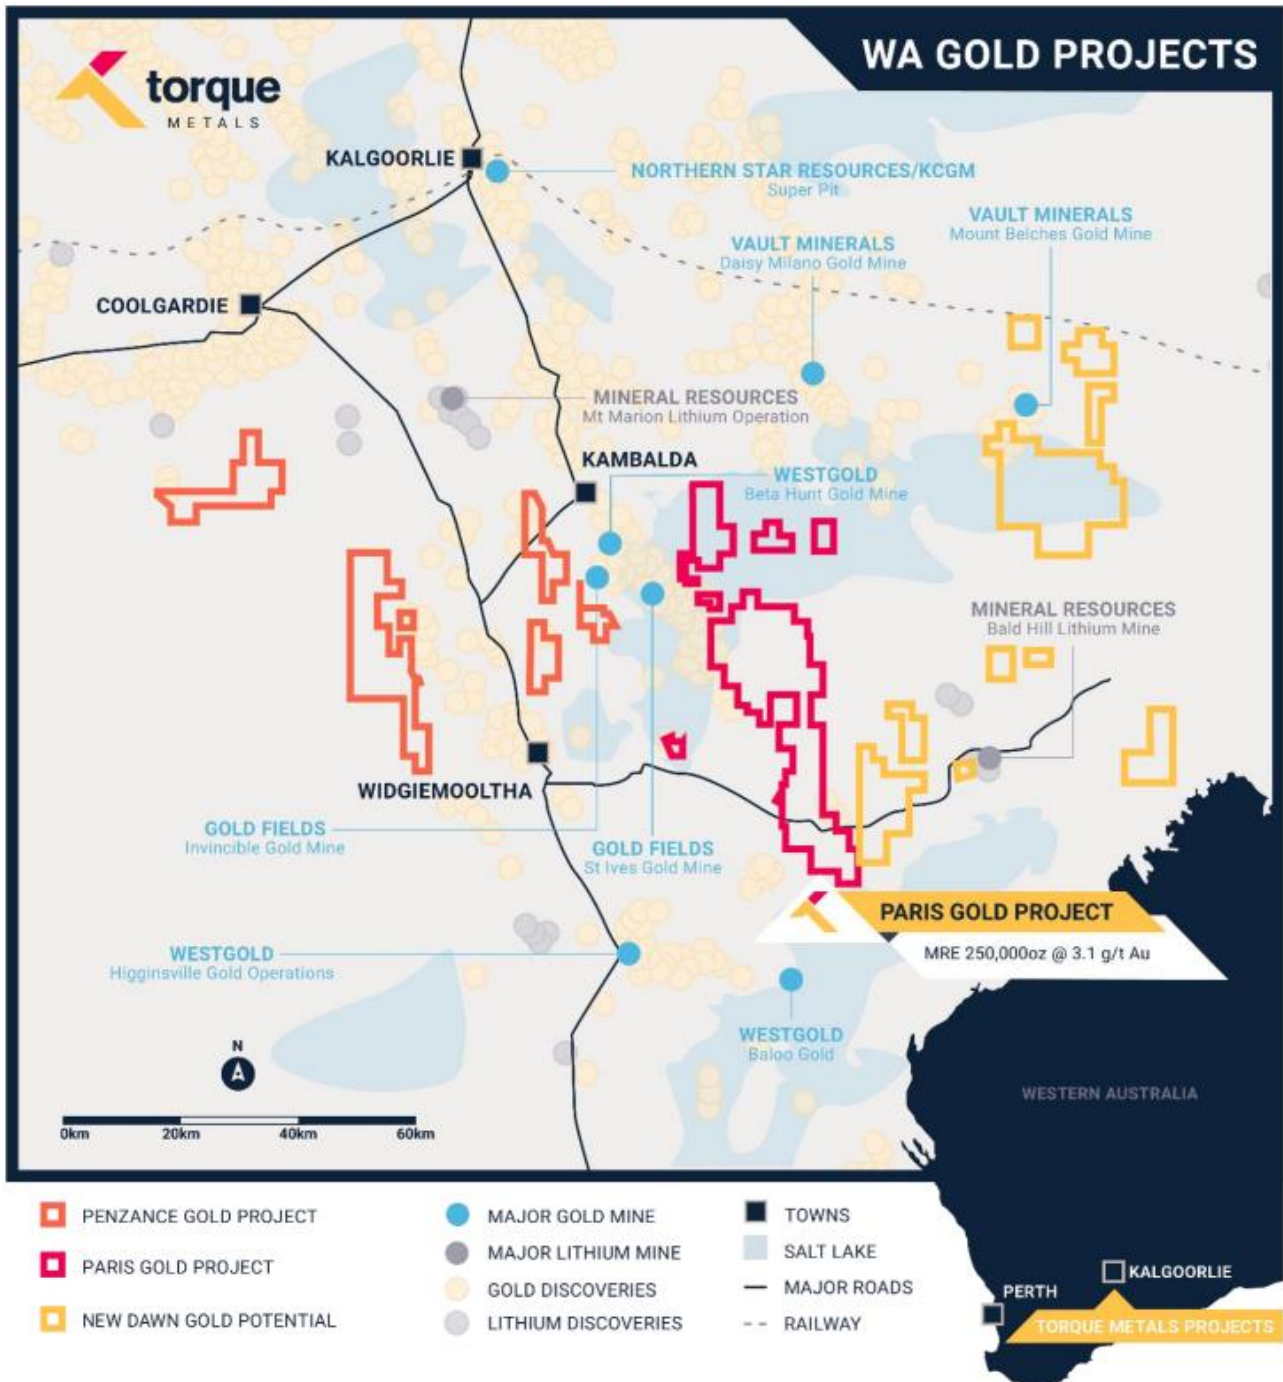 WA GOLD PROJECTS
torque
METALS
KALGOORLIE
NORTHERN STAR RESOURCES/KCGM
Super Pit
VAULT MINERALS
Mount Belches Gold Mine
VAULT MINERALS
Daisy Milano Gold Mine
COOLGARDIE
MINERAL RESOURCES
Mt Marion Lithium Operation
KAMBALDA
WESTGOLD
Beta Hunt Gold Mine
MINERAL RESOURCES
Bald Hill Lithium Mine
WIDGIEMOOLTHA
GOLD FIELDS
Invincible Gold Mine
GOLD FIELDS
St Ives Gold Mine
PARIS GOLD PROJECT
MRE 250,000oz @ 3.1 g/t Au
WESTGOLD
Higginsville Gold Operations
WESTGOLD
Baloo Gold
N
A
0km 20km 40km 60km
WESTERN AUSTRALIA
PENZANCE GOLD PROJECT
PARIS GOLD PROJECT
NEW DAWN GOLD POTENTIAL
MAJOR GOLD MINE
MAJOR LITHIUM MINE
GOLD DISCOVERIES
LITHIUM DISCOVERIES
TOWNS
SALT LAKE
MAJOR ROADS
RAILWAY
KALGOORLIE
PERTH
TORQUE METALS PROJECTS